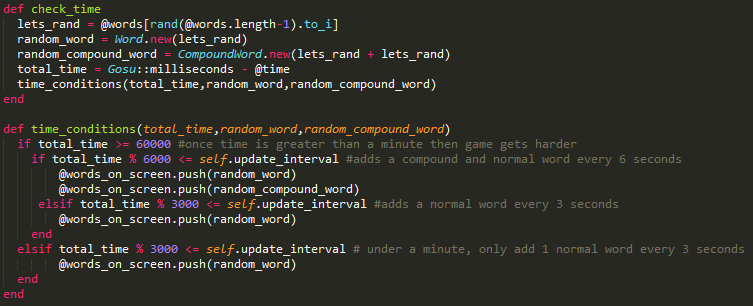 def check_time
  lets_rand = @words[rand(@words.length-1).to_i]
  random_word = Word.new(lets_rand)
  random_compound_word = CompoundWord.new(lets_rand + lets_rand)
  total_time = Gosu::milliseconds - @time
  time_conditions(total_time,random_word,random_compound_word)
end

def time_conditions(total_time,random_word,random_compound_word)
  if total_time >= 60000 #once time is greater than a minute then game gets harder
    if total_time % 6000 <= self.update_interval #adds a compound and normal word every 6 seconds
        @words_on_screen.push(random_word)
        @words_on_screen.push(random_compound_word)
     elsif total_time % 3000 <= self.update_interval #adds a normal word every 3 seconds
        @words_on_screen.push(random_word)
    end
  elsif total_time % 3000 <= self.update_interval # under a minute, only add 1 normal word every 3 seconds
        @words_on_screen.push(random_word)
  end
end